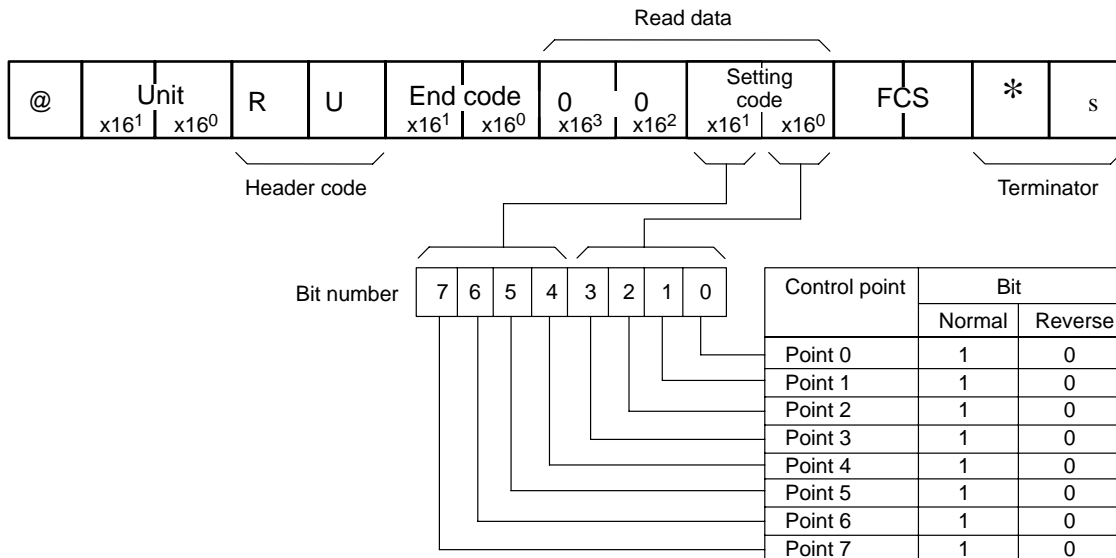 Read data
@ Unit x16¹ x16⁰ R U End code x16¹ x16⁰ 0 x16³ 0 x16² Setting code x16¹ x16⁰ FCS * s
Header code
Terminator
Bit number 7 6 5 4 3 2 1 0
Control point Bit
Normal Reverse
Point 0 1 0
Point 1 1 0
Point 2 1 0
Point 3 1 0
Point 4 1 0
Point 5 1 0
Point 6 1 0
Point 7 1 0